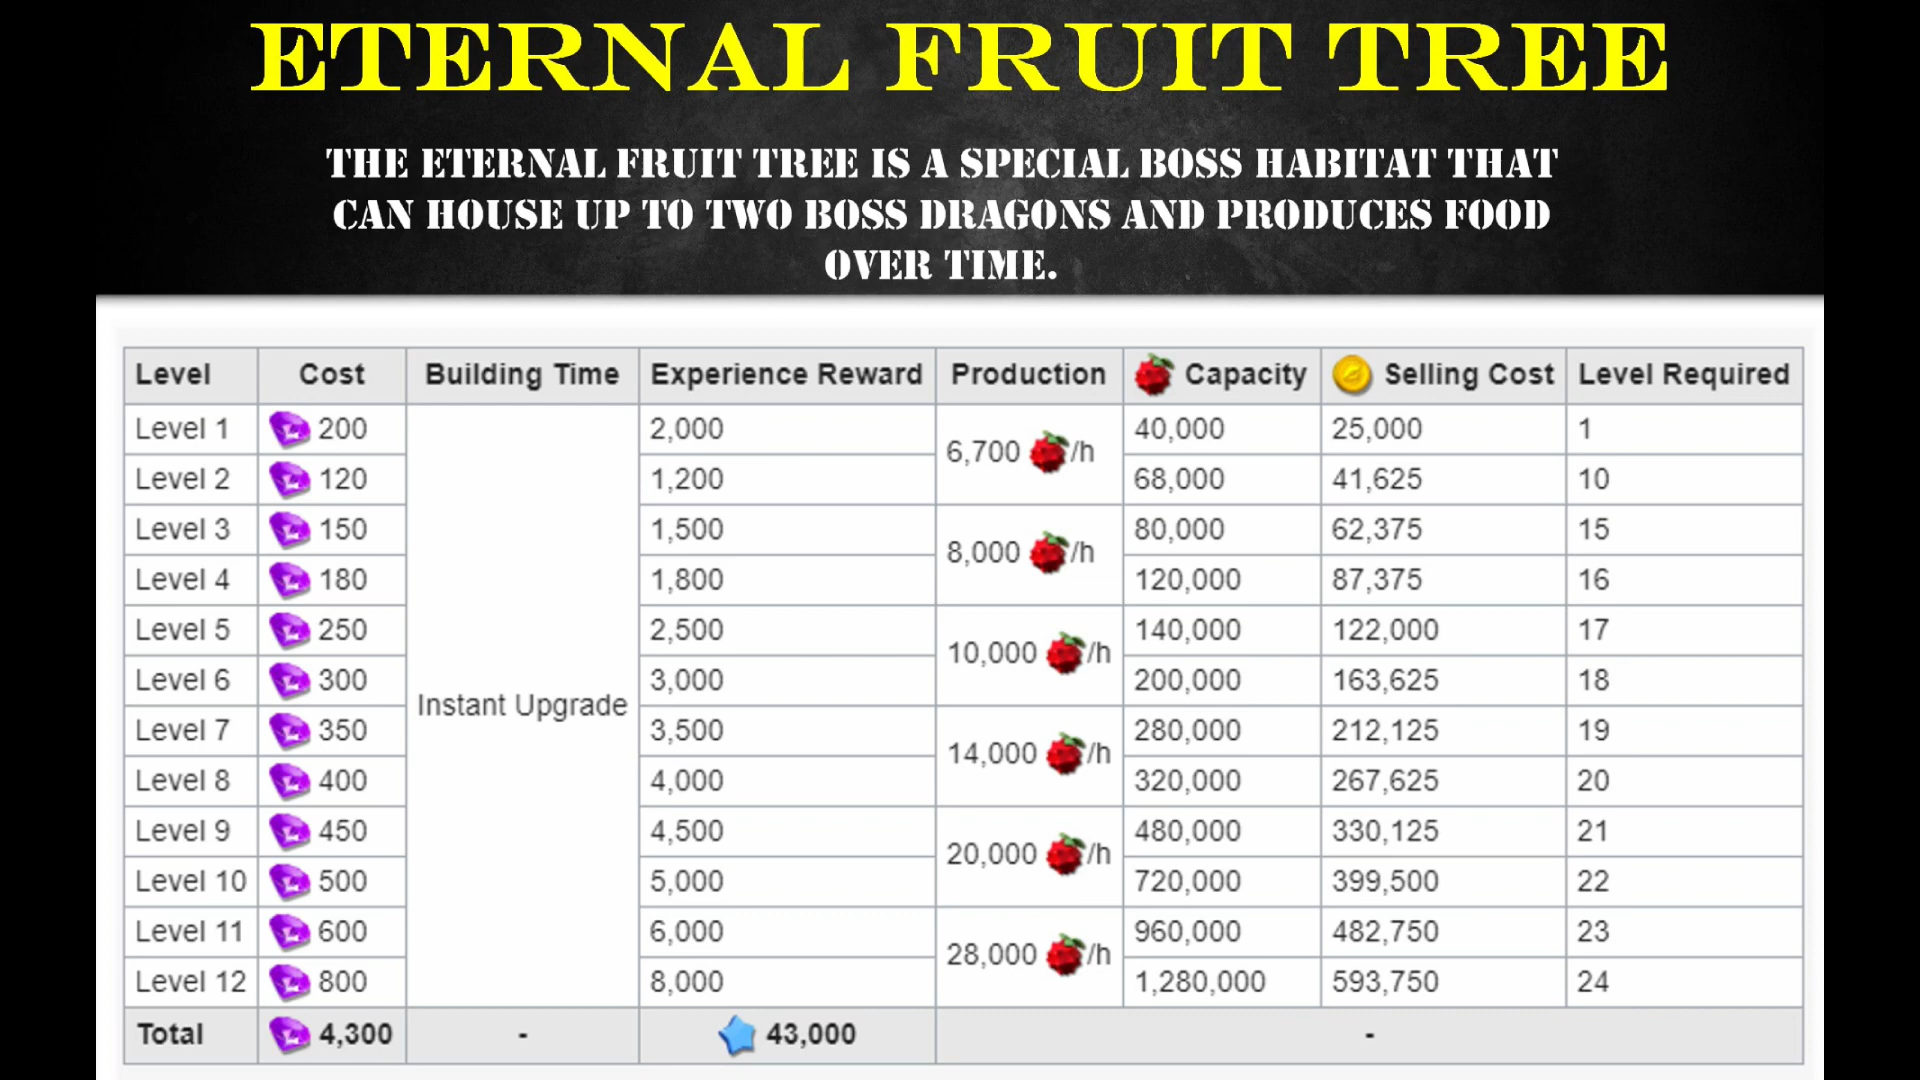 ETERNAL FRUIT TREE
THE ETERNAL FRUIT TREE IS A SPECIAL BOSS HABITAT THAT
CAN HOUSE UP TO TWO BOSS DRAGONS AND PRODUCES FOOD
OVER TIME.
Level Cost Building Time Experience Reward Production Capacity Selling Cost Level Required
Level 1 200 2,000 40,000 25,000 1
6,700 /h
Level 2 120 1,200 68,000 41,625 10
Level 3 150 1,500 80,000 62,375 15
8,000 /h
Level 4 180 1,800 120,000 87,375 16
Level 5 250 2,500 140,000 122,000 17
10,000 /h
Level 6 300 3,000 200,000 163,625 18
Instant Upgrade
Level 7 350 3,500 280,000 212,125 19
14,000 /h
Level 8 400 4,000 320,000 267,625 20
Level 9 450 4,500 480,000 330,125 21
20,000 /h
Level 10 500 5,000 720,000 399,500 22
Level 11 600 6,000 960,000 482,750 23
28,000 /h
Level 12 800 8,000 1,280,000 593,750 24
Total 4,300 - 43,000 -